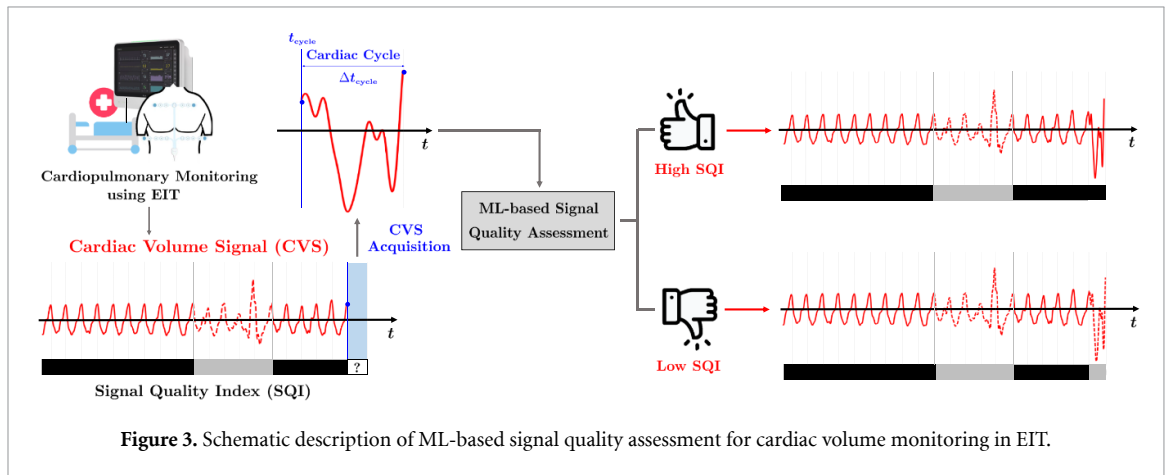 Cardiopulmonary Monitoring
using EIT
Cardiac Volume Signal (CVS)
t
?
Signal Quality Index (SQI)
t_cycle
Cardiac Cycle
Δt_cycle
t
CVS
Acquisition
ML-based Signal
Quality Assessment
High SQI
t
Low SQI
t
Figure 3. Schematic description of ML-based signal quality assessment for cardiac volume monitoring in EIT.